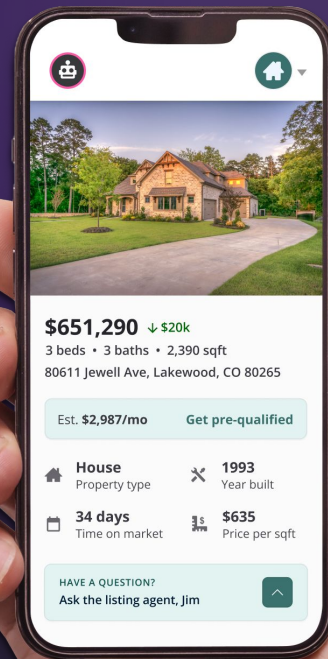 $651,290 ↓ $20k
3 beds • 3 baths • 2,390 sqft
80611 Jewell Ave, Lakewood, CO 80265
Est. $2,987/mo Get pre-qualified
House
Property type
1993
Year built
34 days
Time on market
$635
Price per sqft
HAVE A QUESTION?
Ask the listing agent, Jim